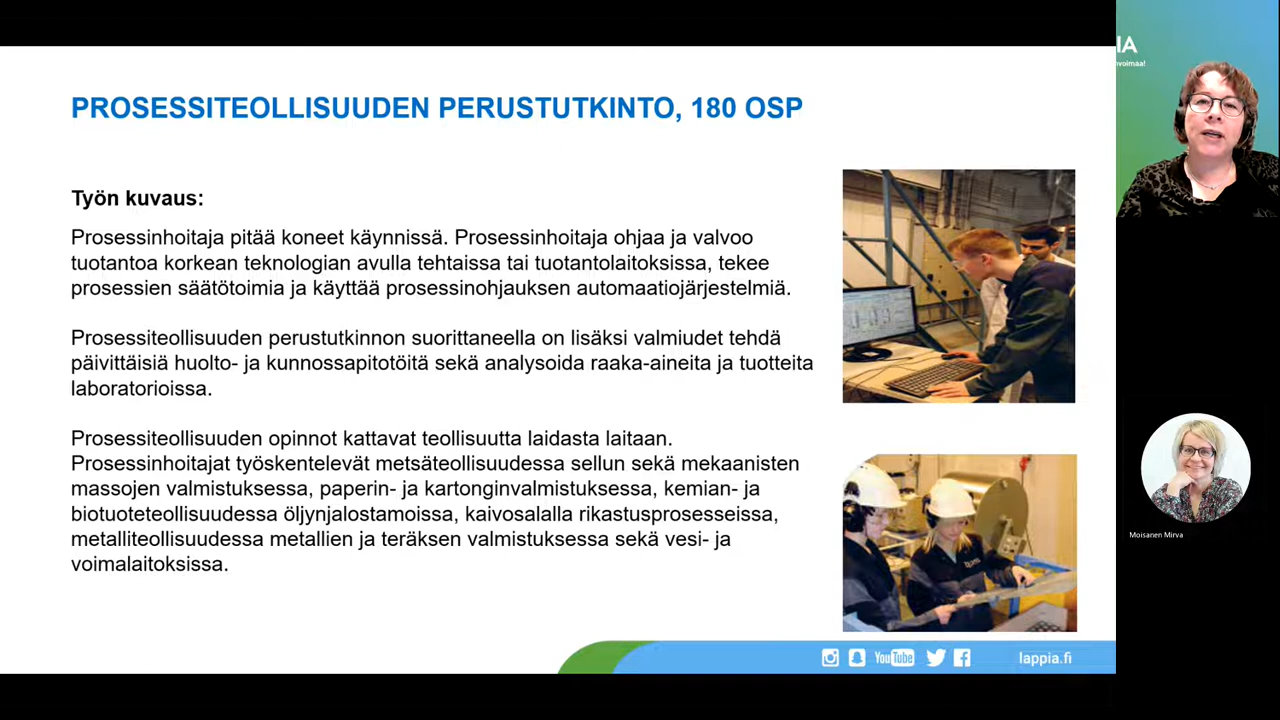 PROSESSITEOLLISUUDEN PERUSTUTKINTO, 180 OSP
Työn kuvaus:
Prosessinhoitaja pitää koneet käynnissä. Prosessinhoitaja ohjaa ja valvoo
tuotantoa korkean teknologian avulla tehtaissa tai tuotantolaitoksissa, tekee
prosessien säätötoimia ja käyttää prosessinohjauksen automaatiojärjestelmiä.
Prosessiteollisuuden perustutkinnon suorittaneella on lisäksi valmiudet tehdä
päivittäisiä huolto- ja kunnossapitotöitä sekä analysoida raaka-aineita ja tuotteita
laboratorioissa.
Prosessiteollisuuden opinnot kattavat teollisuutta laidasta laitaan.
Prosessinhoitajat työskentelevät metsäteollisuudessa sellun sekä mekaanisten
massojen valmistuksessa, paperin- ja kartonginvalmistuksessa, kemian- ja
biotuoteteollisuudessa öljynjalostamoissa, kaivosalalla rikastusprosesseissa,
metalliteollisuudessa metallien ja teräksen valmistuksessa sekä vesi- ja
voimalaitoksissa.
YouTube
lappia.fi
IA
nvoimaa!
Moisanen Mirva